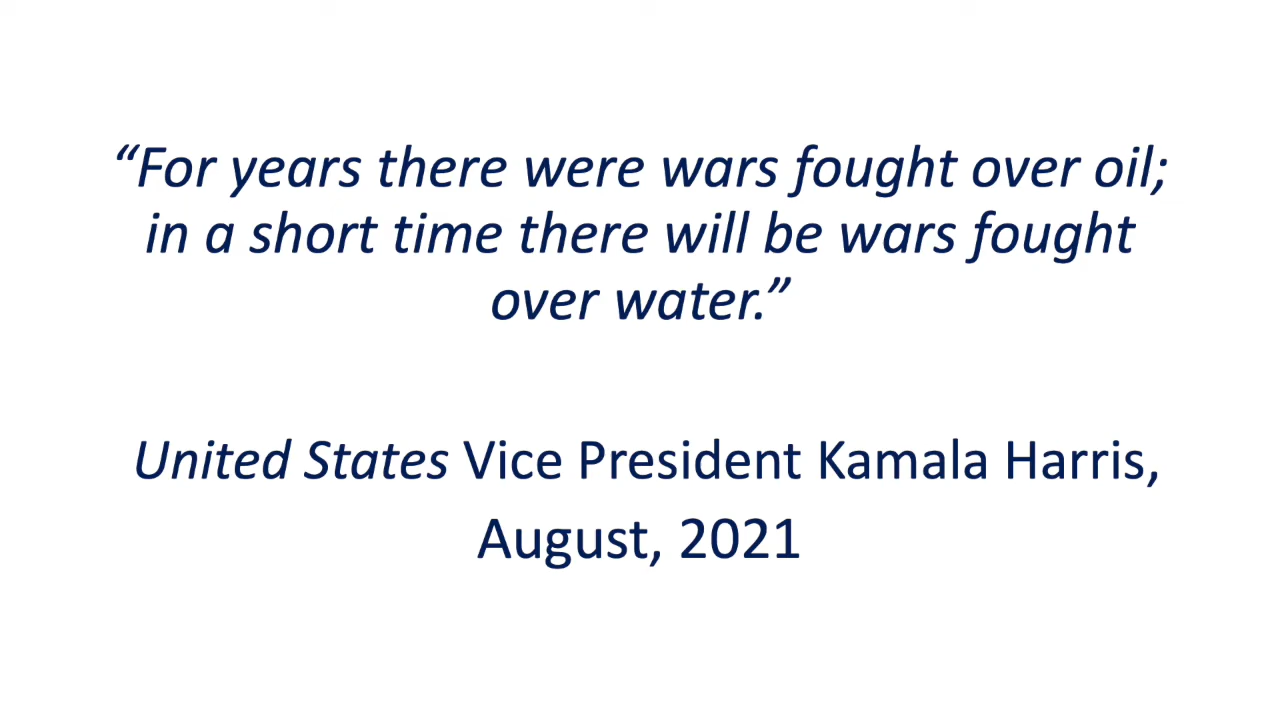 “For years there were wars fought over oil;
in a short time there will be wars fought
over water.”
United States Vice President Kamala Harris,
August, 2021